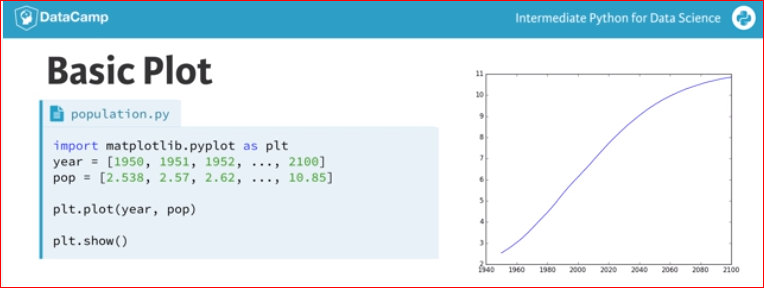 DataCamp
Intermediate Python for Data Science
Basic Plot
population.py
import matplotlib.pyplot as plt
year = [1950, 1951, 1952, ..., 2100]
pop = [2.538, 2.57, 2.62, ..., 10.85]
plt.plot(year, pop)
plt.show()
11
10
9
8
7
6
5
4
3
2
1940 1960 1980 2000 2020 2040 2060 2080 2100